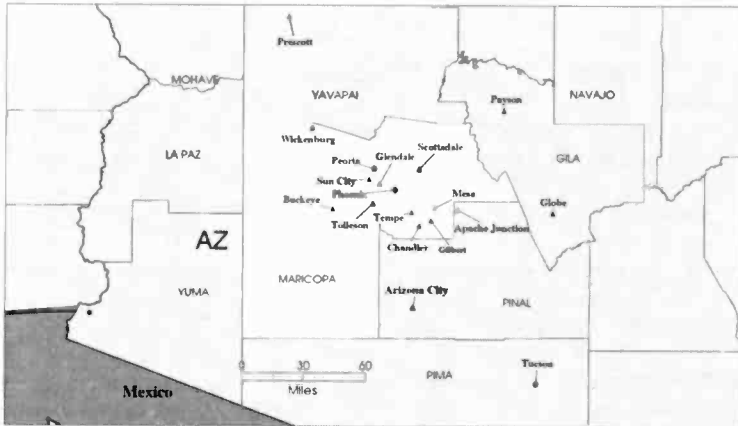 Prescott
MOHAVE
YAVAPAI
Payson
NAVAJO
Wickenburg
LA PAZ
Scottsdale
Peoria
Glendale
GILA
Sun City
Phoenix
Buckeye
Mesa
Globe
Tolleson
Tempe
Apache Junction
AZ
Chandler
Gilbert
MARICOPA
YUMA
Arizona City
PINAL
0 30 60
Miles
Tucson
PIMA
Mexico